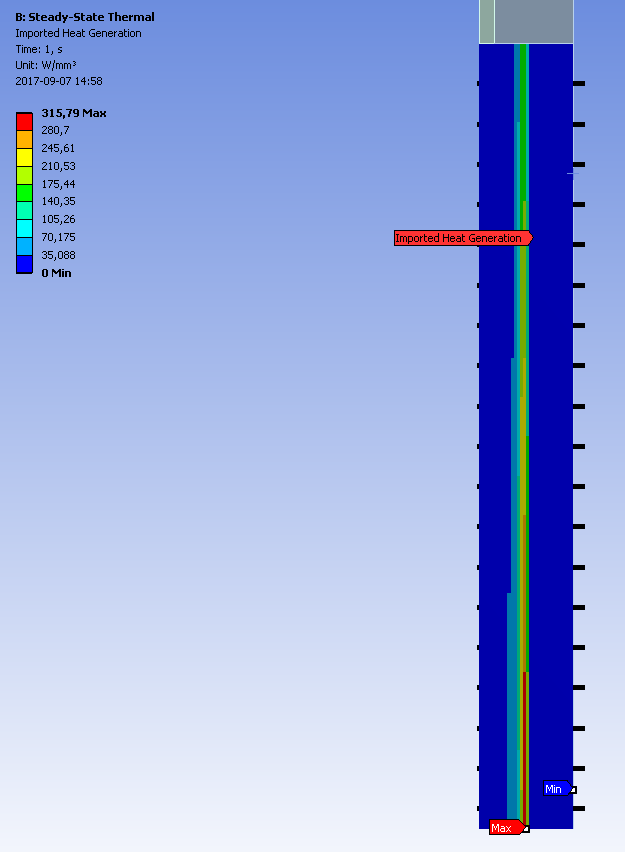 B: Steady-State Thermal
Imported Heat Generation
Time: 1, s
Unit: W/mm³
2017-09-07 14:58
315,79 Max
280,7
245,61
210,53
175,44
140,35
105,26
70,175
35,088
0 Min
Imported Heat Generation
Min
Max